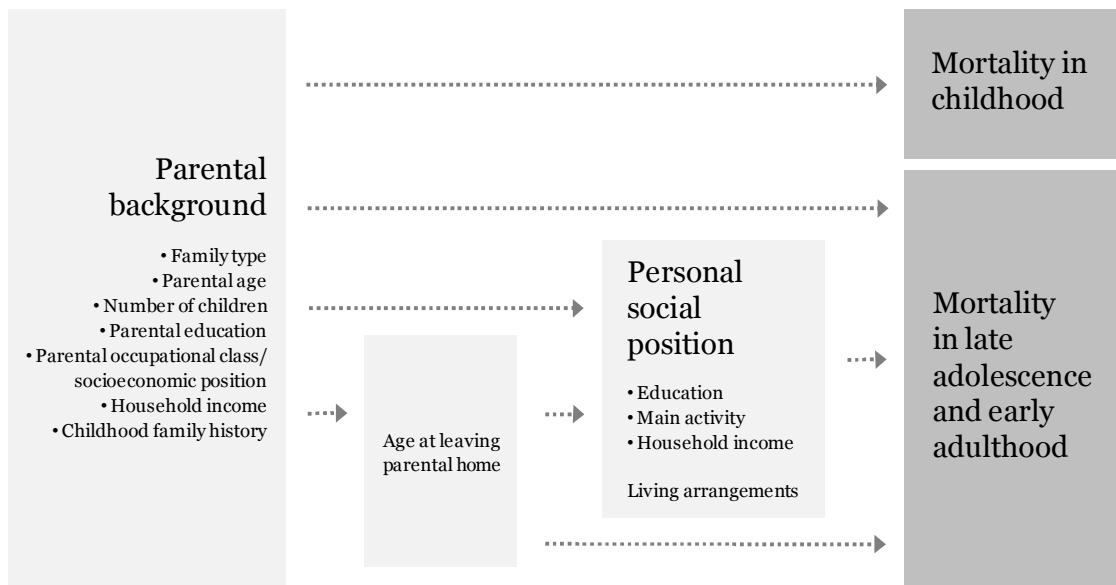 Parental
background
• Family type
• Parental age
• Number of children
• Parental education
• Parental occupational class/
socioeconomic position
• Household income
• Childhood family history
Age at leaving
parental home
Personal
social
position
• Education
• Main activity
• Household income
Living arrangements
Mortality in
childhood
Mortality
in late
adolescence
and early
adulthood